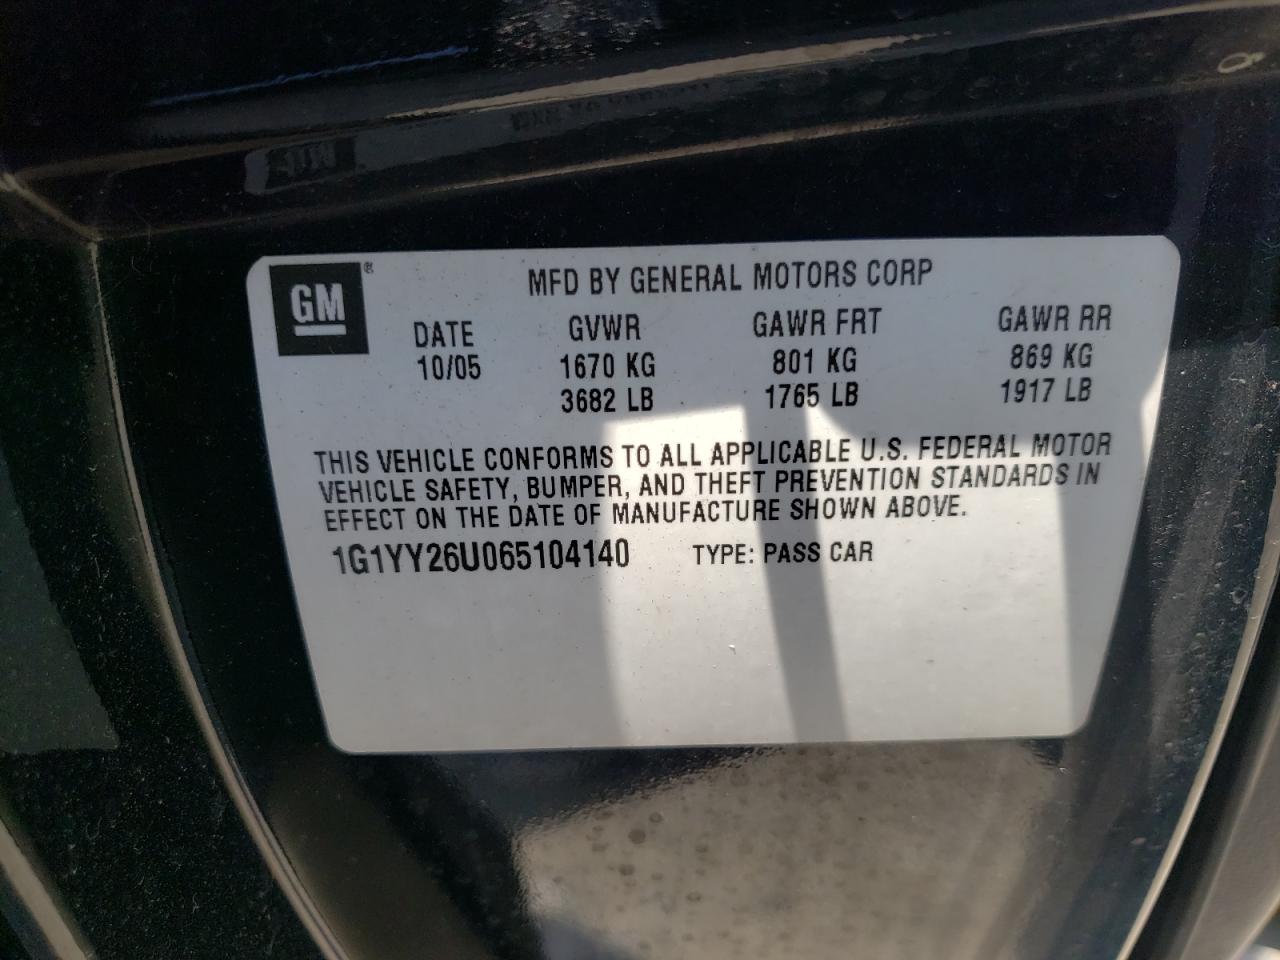 GM®
MFD BY GENERAL MOTORS CORP
DATE GVWR GAWR FRT GAWR RR
10/05 1670 KG 801 KG 869 KG
3682 LB 1765 LB 1917 LB
THIS VEHICLE CONFORMS TO ALL APPLICABLE U.S. FEDERAL MOTOR
VEHICLE SAFETY, BUMPER, AND THEFT PREVENTION STANDARDS IN
EFFECT ON THE DATE OF MANUFACTURE SHOWN ABOVE.
1G1YY26U065104140 TYPE: PASS CAR